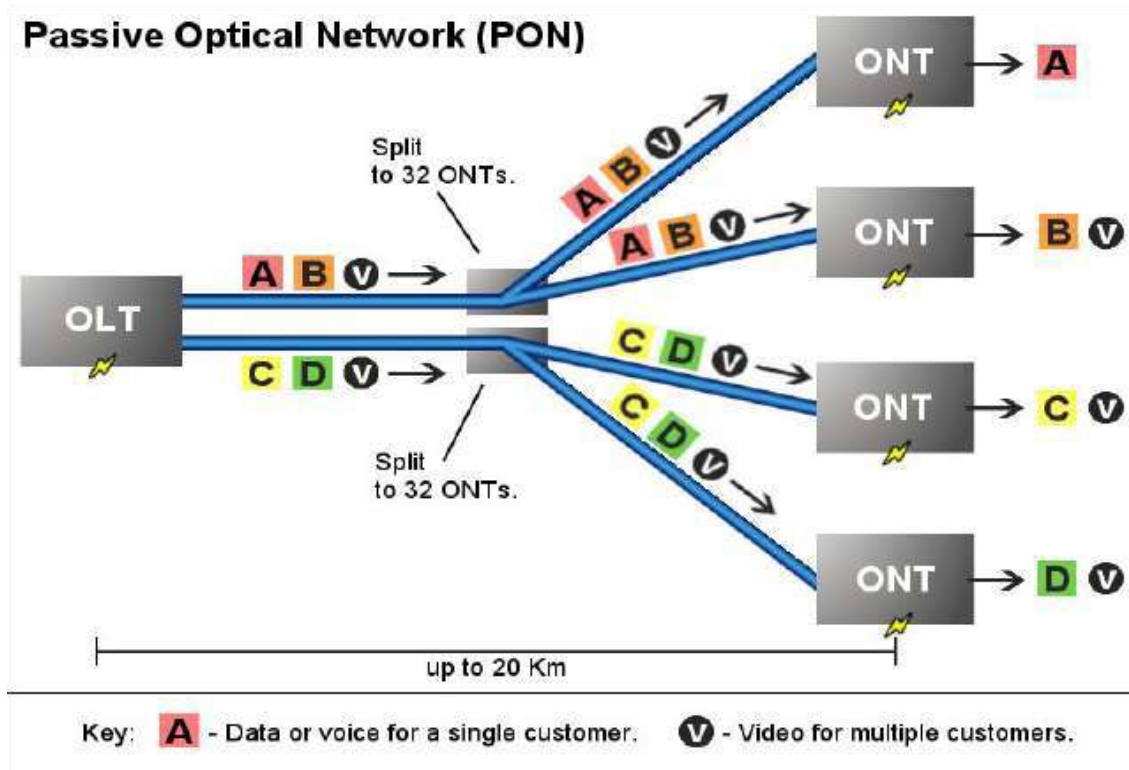 Passive Optical Network (PON)
ONT
A
Split
to 32 ONTs.
A B V
ONT
B V
A B V
A B V
OLT
C D V
C D V
ONT
C V
C D V
Split
to 32 ONTs.
ONT
D V
up to 20 Km
Key: A - Data or voice for a single customer. V - Video for multiple customers.